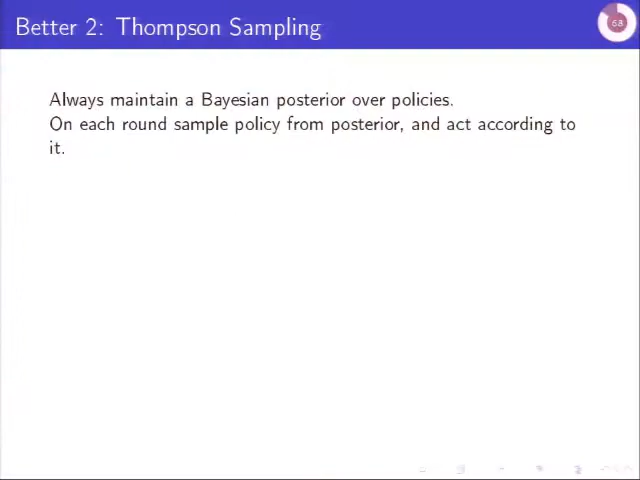 Better 2: Thompson Sampling
68
Always maintain a Bayesian posterior over policies.
On each round sample policy from posterior, and act according to
it.